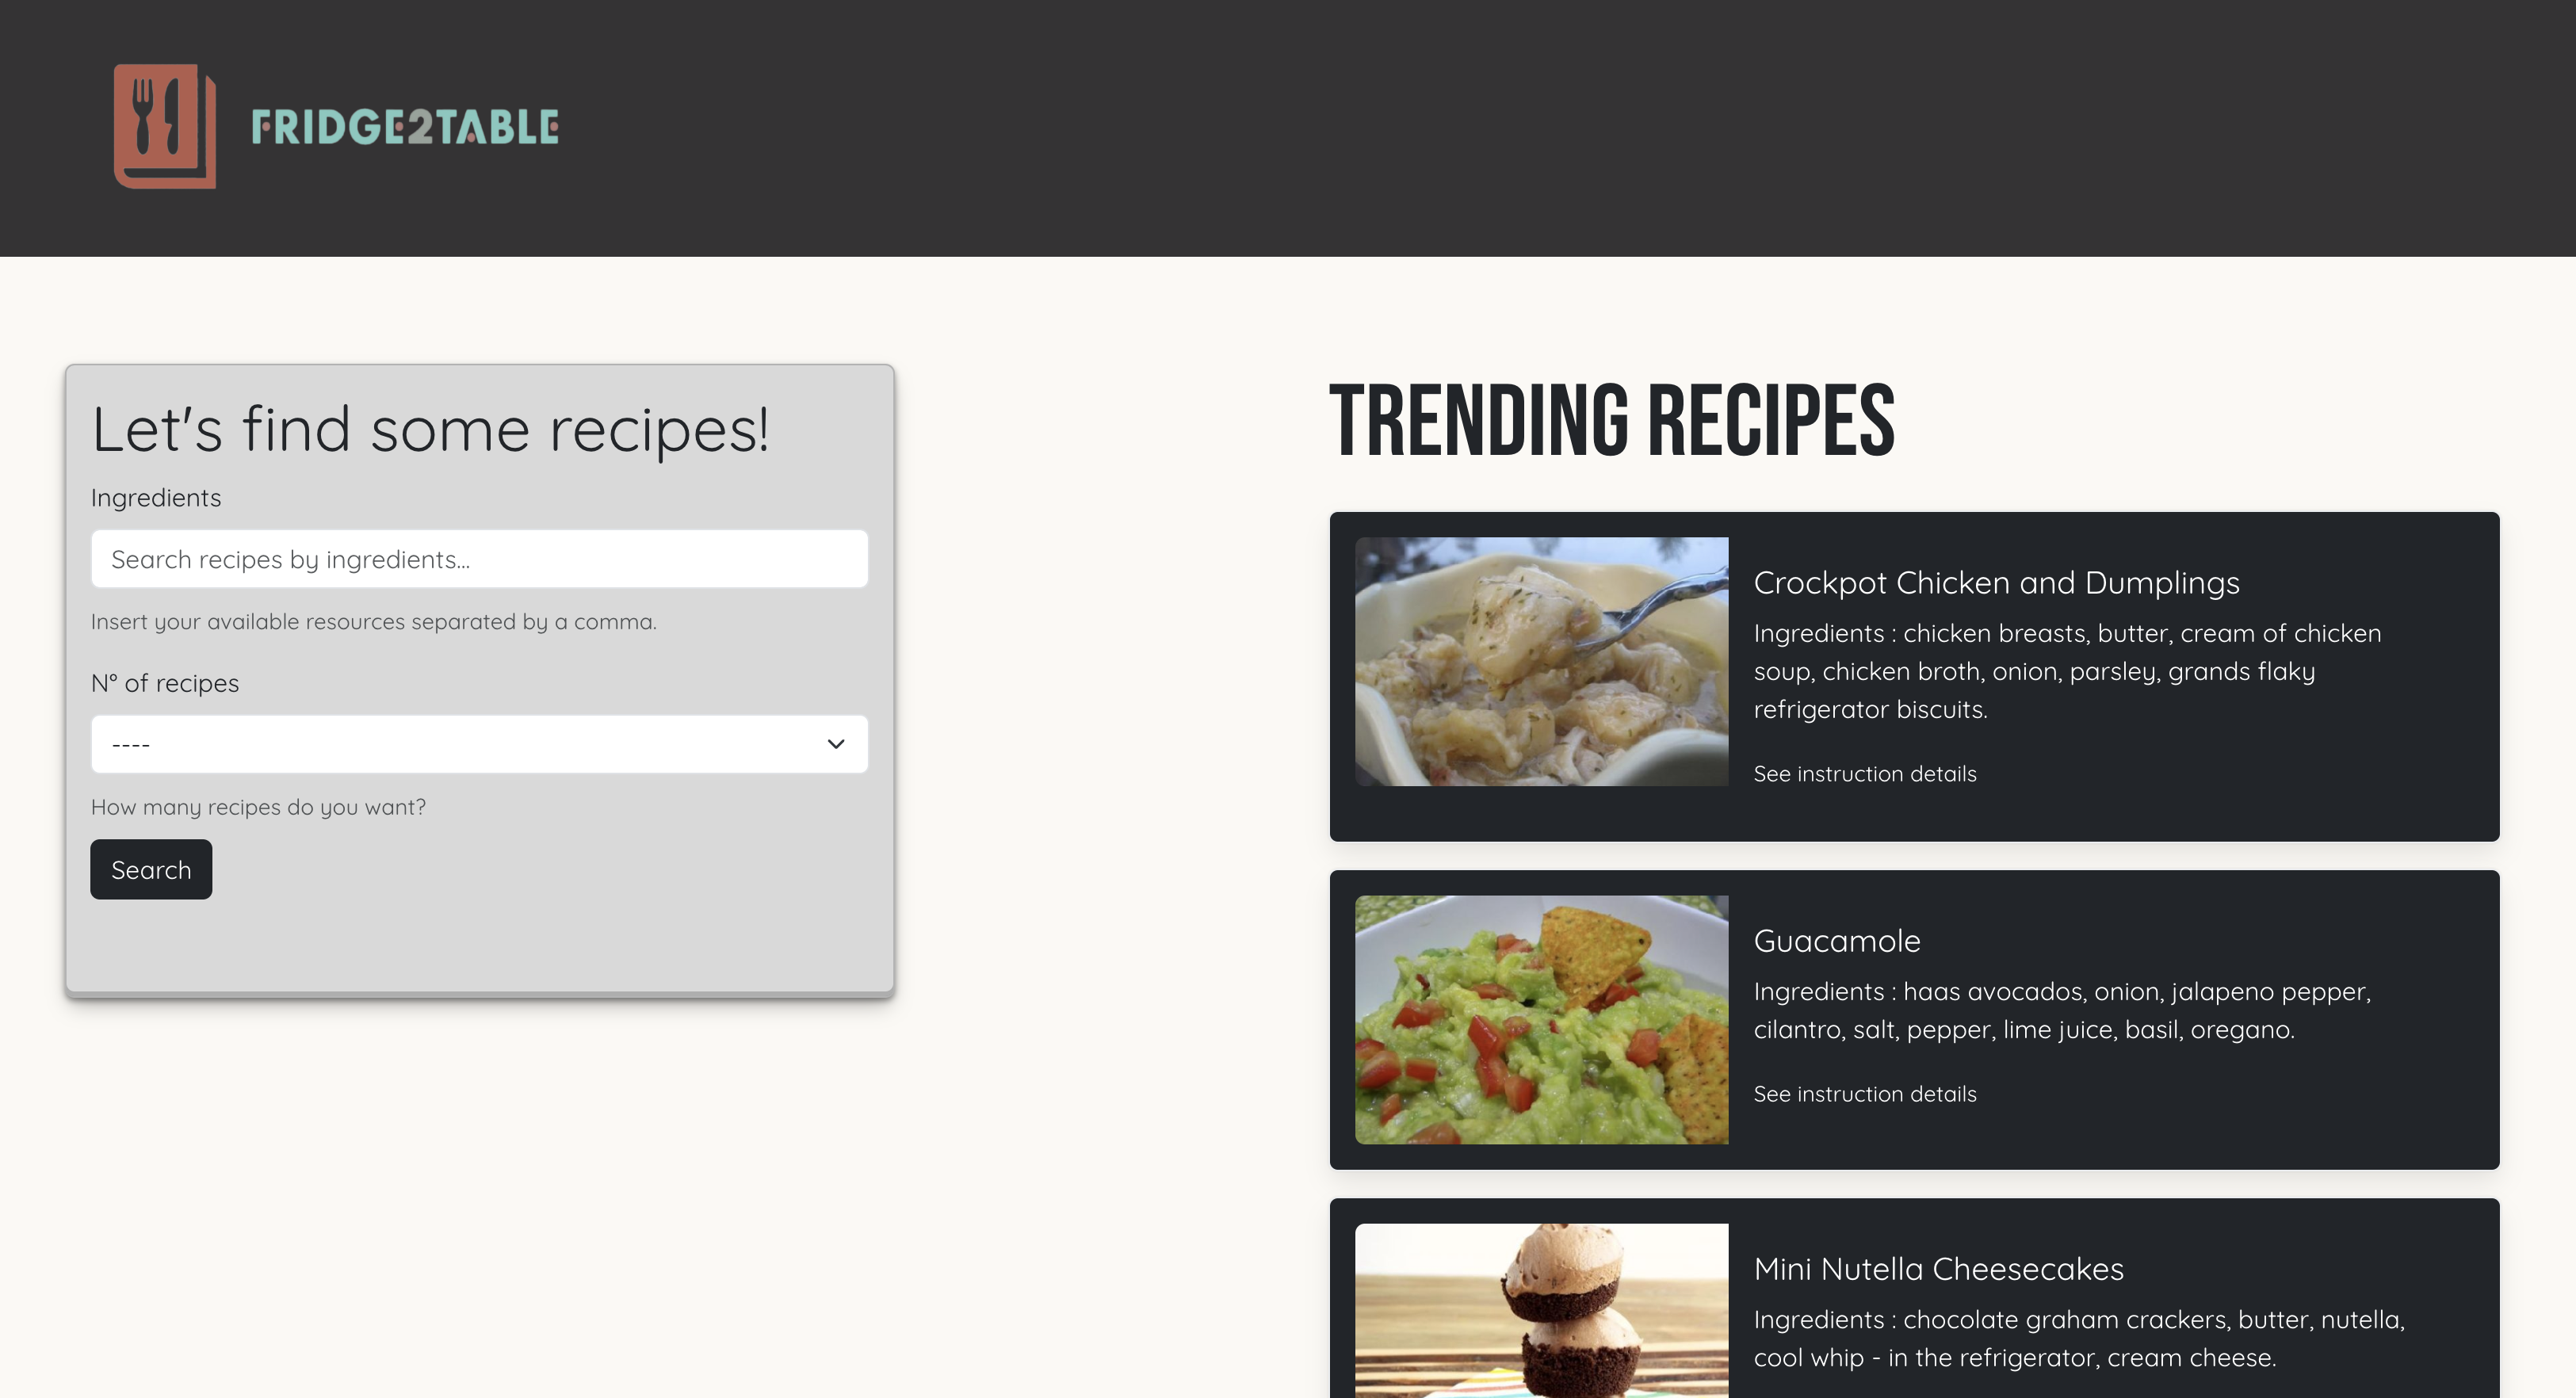 FRIDGE2TABLE
Let's find some recipes!
Ingredients
Search recipes by ingredients...
Insert your available resources separated by a comma.
N° of recipes
----
How many recipes do you want?
Search
TRENDING RECIPES
Crockpot Chicken and Dumplings
Ingredients : chicken breasts, butter, cream of chicken
soup, chicken broth, onion, parsley, grands flaky
refrigerator biscuits.
See instruction details
Guacamole
Ingredients : haas avocados, onion, jalapeno pepper,
cilantro, salt, pepper, lime juice, basil, oregano.
See instruction details
Mini Nutella Cheesecakes
Ingredients : chocolate graham crackers, butter, nutella,
cool whip - in the refrigerator, cream cheese.